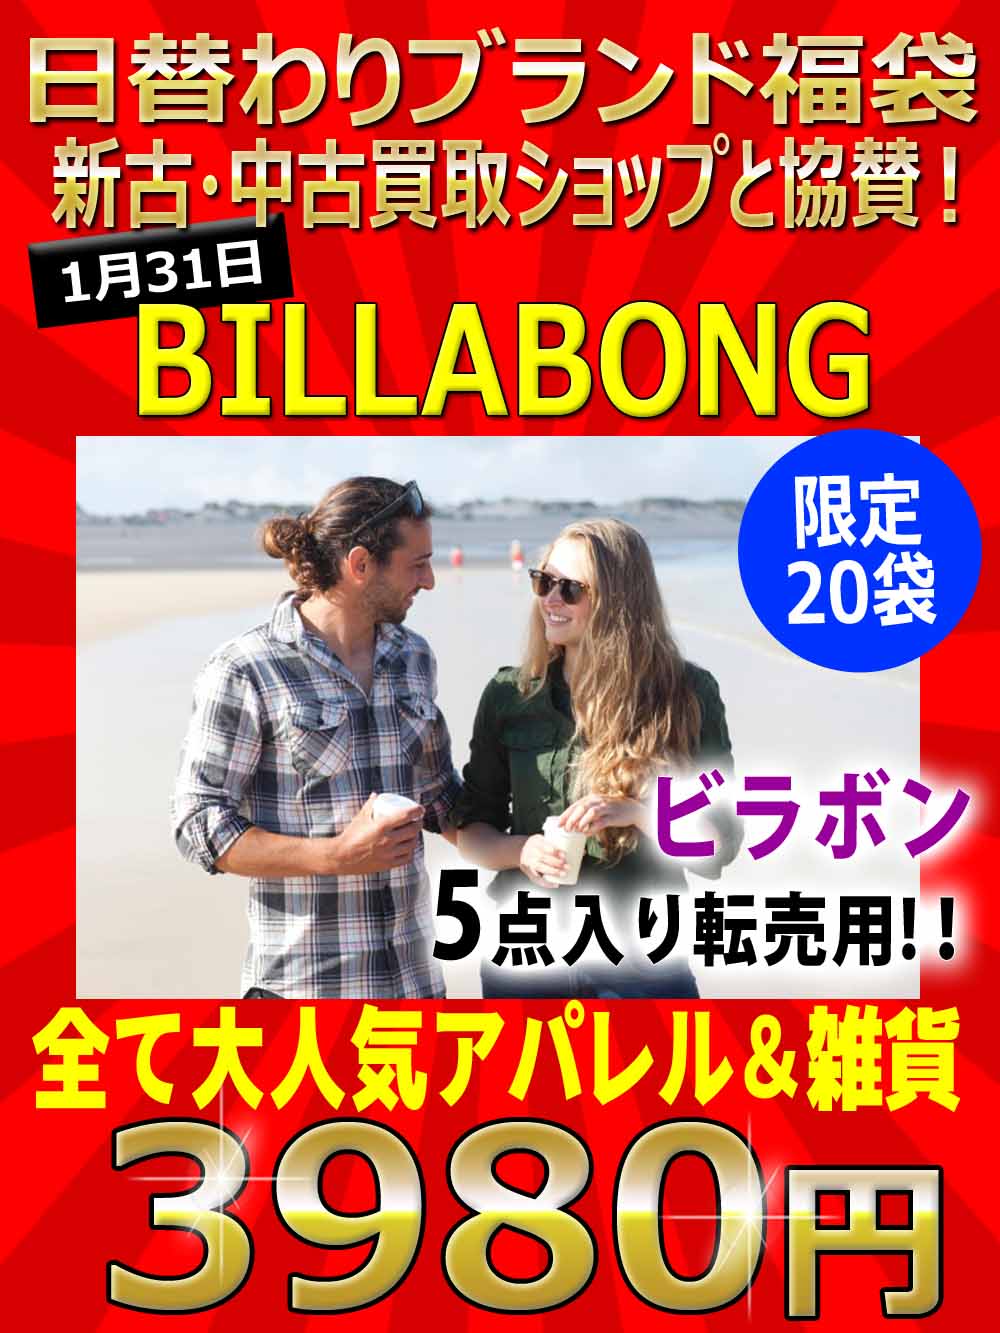 日替わりブランド福袋
新古･中古買取ショップと協賛！
1月31日
BILLABONG
限定
20袋
ビラボン
5点入り転売用!!
全て大人気アパレル＆雑貨
3980円